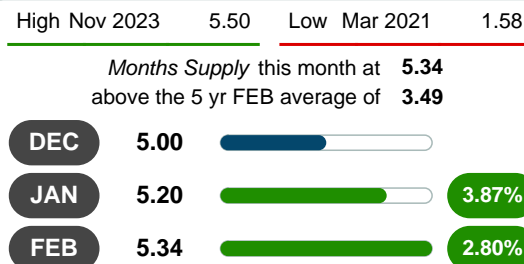 High Nov 2023 5.50 Low Mar 2021 1.58
Months Supply this month at 5.34
above the 5 yr FEB average of 3.49
DEC 5.00
JAN 5.20 3.87%
FEB 5.34 2.80%